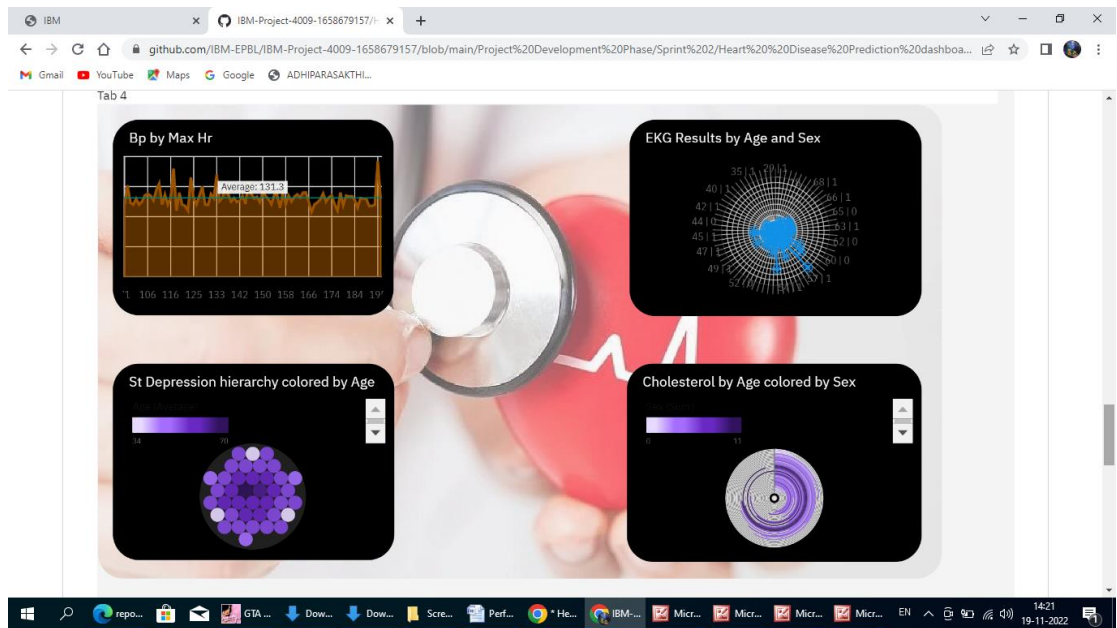 IBM
IBM-Project-4009-1658679157/H
github.com/IBM-EPBL/IBM-Project-4009-1658679157/blob/main/Project%20Development%20Phase/Sprint%202/Heart%20%20Disease%20Prediction%20dashboa...
Gmail YouTube Maps Google ADHIPARASAKTHI...
Tab 4
Bp by Max Hr
Average: 131.3
106 116 125 133 142 150 158 166 174 184
EKG Results by Age and Sex
35|1 29|1 68|1
40|1 66|1
42|1 65|0
44|0 63|1
45|1 62|0
47|1 60|0
49|1 57|1
St Depression hierarchy colored by Age
34 70
Cholesterol by Age colored by Sex
0 11
repo... GTA ... Dow... Dow... Scre... Perf... * He... IBM-... Micr... Micr... Micr... Micr... EN 14:21
19-11-2022